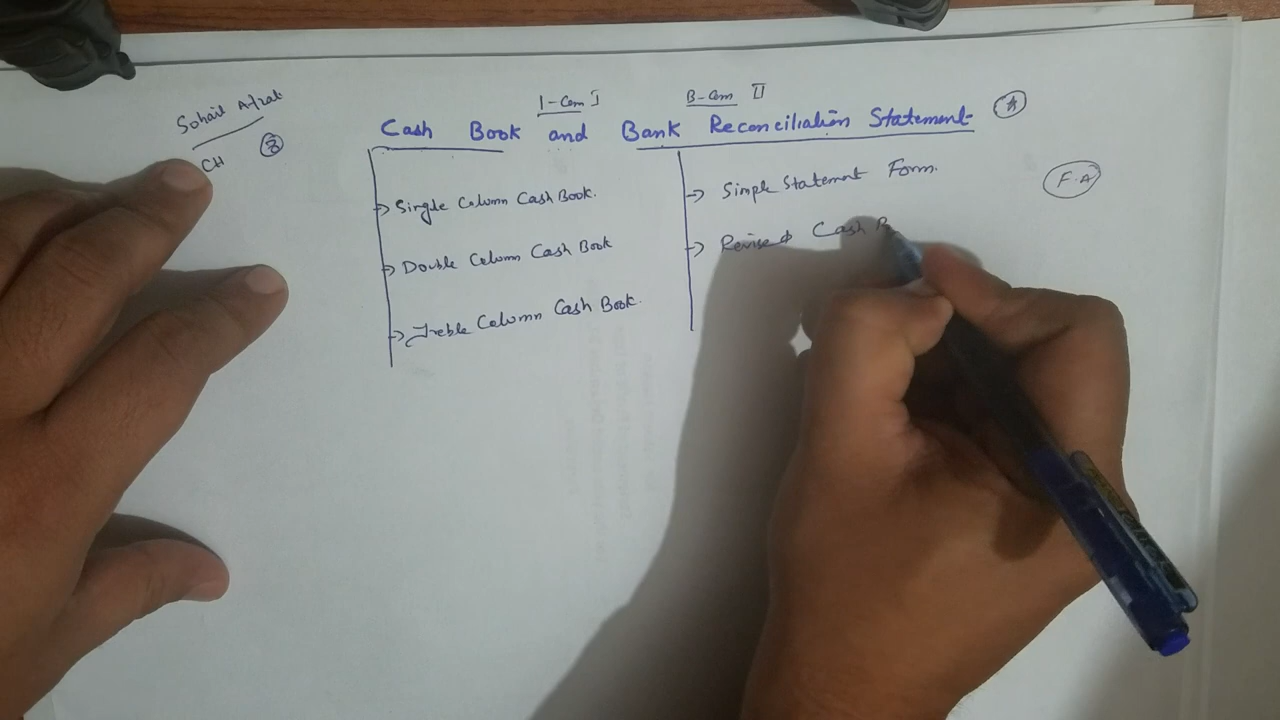 Sohail Afzal
CH 3
I-Com I
B-Com II
Cash Book and Bank Reconciliation Statement
Single Column Cash Book.
Double Column Cash Book
Treble Column Cash Book.
Simple Statement Form.
Revised Cash B
F.A